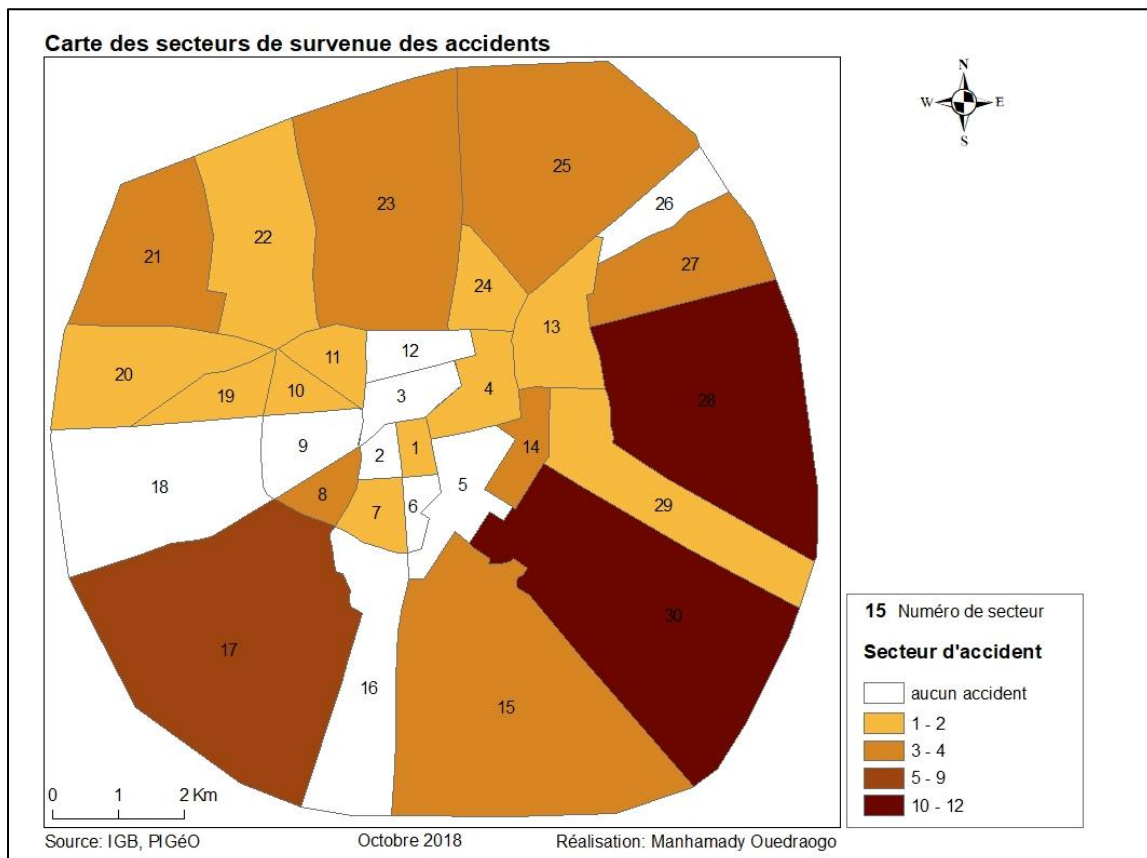 Carte des secteurs de survenue des accidents
N
W E
S
25
23
26
22
21
27
24
13
12
11
20
28
3
4
10
19
1
14
9
2
5
18
8
6
7
29
30
17
16
15
15 Numéro de secteur
Secteur d'accident
aucun accident
1 - 2
3 - 4
5 - 9
10 - 12
0 1 2 Km
Source: IGB, PIGéO Octobre 2018 Réalisation: Manhamady Ouedraogo